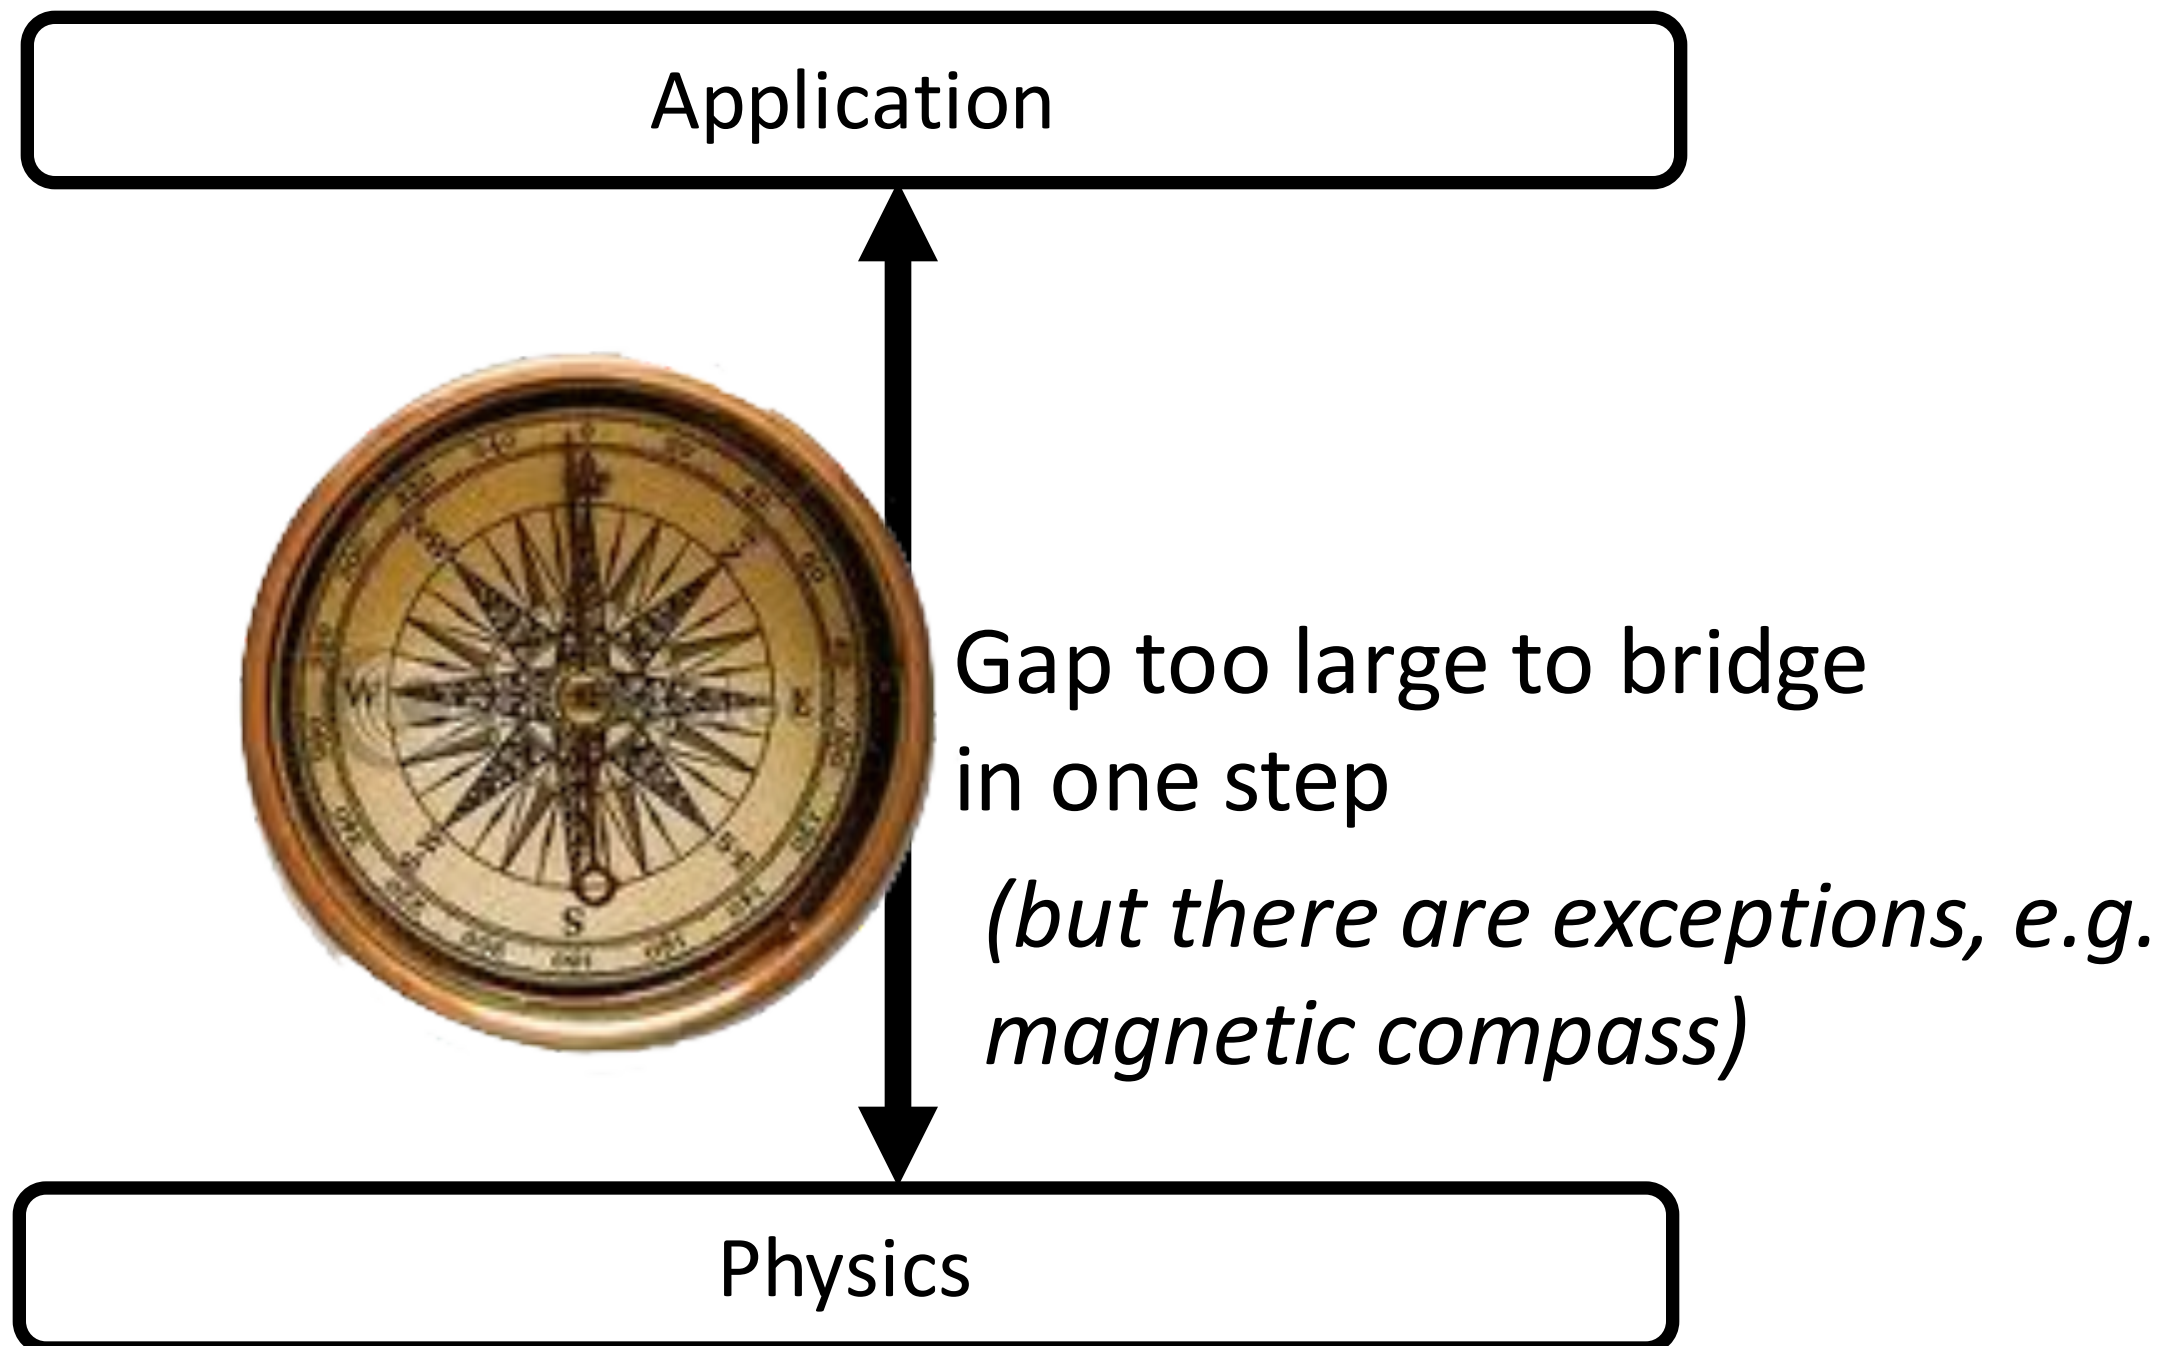 Application
W
E
S
Gap too large to bridge
in one step
(but there are exceptions, e.g.
magnetic compass)
Physics